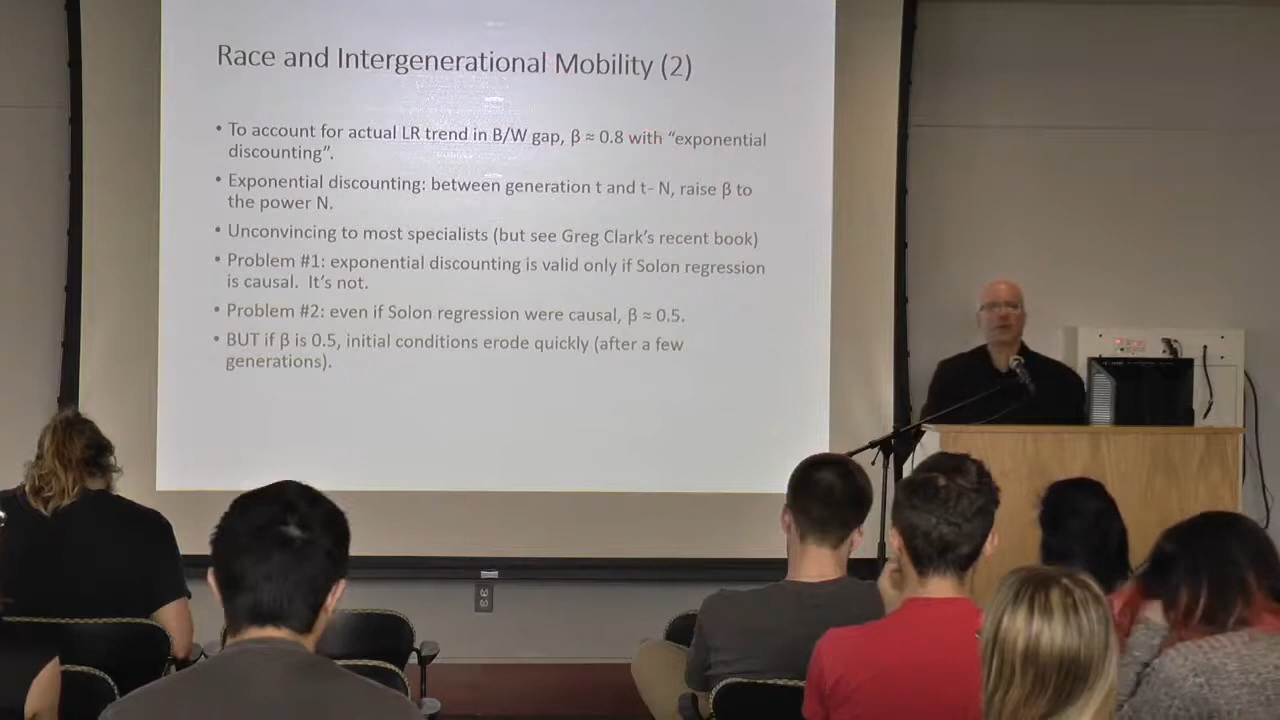 Race and Intergenerational Mobility (2)
• To account for actual LR trend in B/W gap, β ≈ 0.8 with “exponential
discounting”.
• Exponential discounting: between generation t and t- N, raise β to
the power N.
• Unconvincing to most specialists (but see Greg Clark’s recent book)
• Problem #1: exponential discounting is valid only if Solon regression
is causal. It’s not.
• Problem #2: even if Solon regression were causal, β ≈ 0.5.
• BUT if β is 0.5, initial conditions erode quickly (after a few
generations).